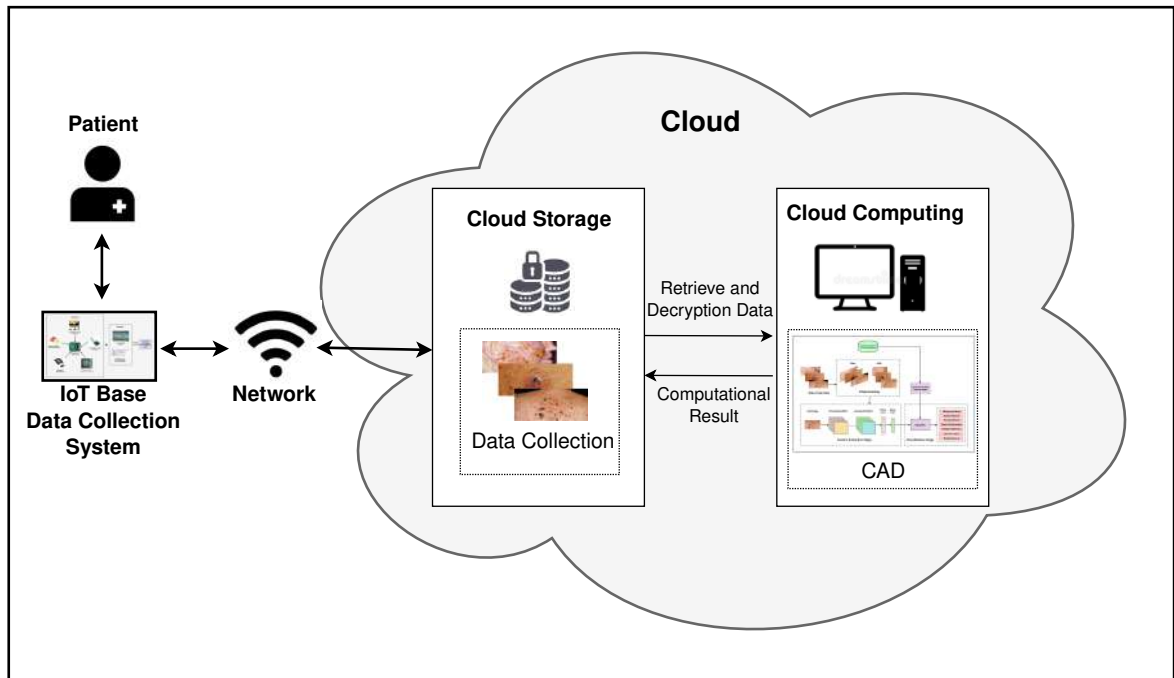 Patient
IoT Base
Data Collection
System
Network
Cloud
Cloud Storage
Data Collection
Retrieve and
Decryption Data
Computational
Result
Cloud Computing
CAD